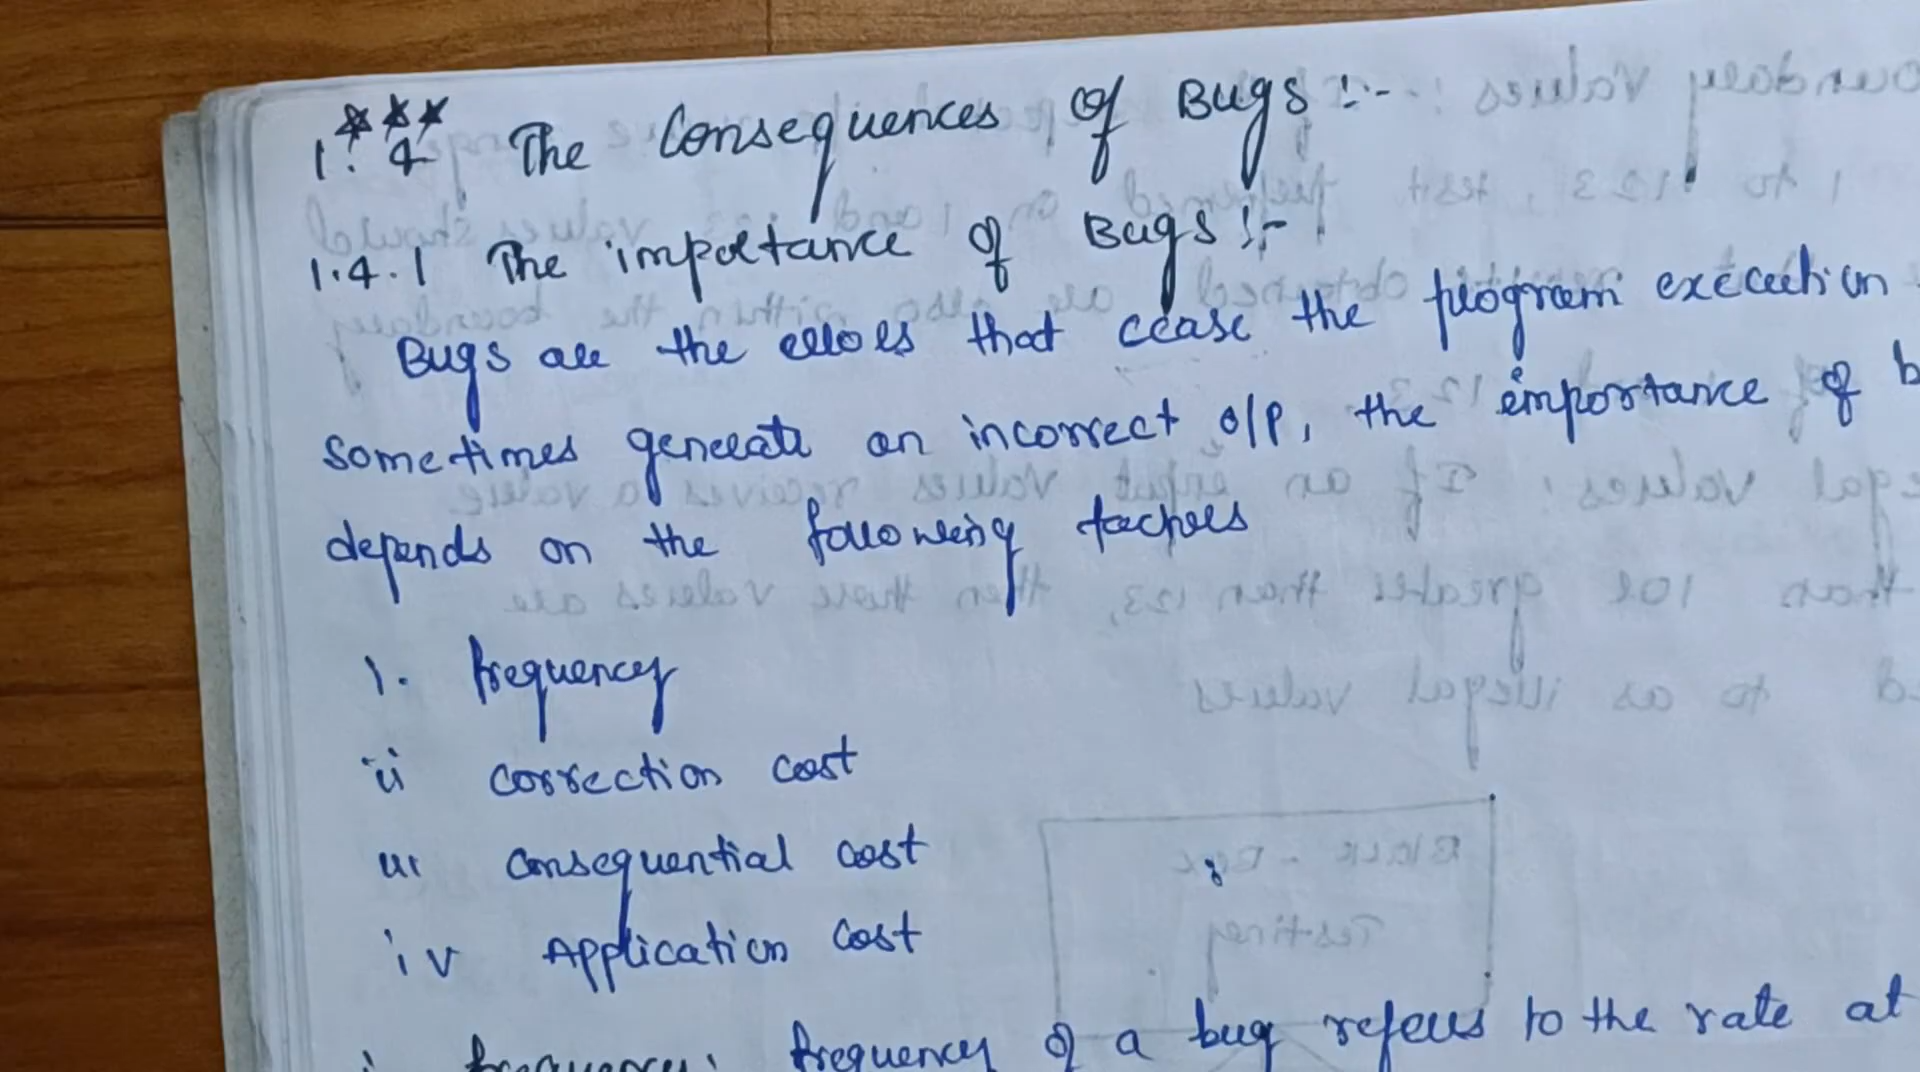 ***
1.4 The Consequences of Bugs :-
1.4.1 The importance of Bugs :-
Bugs are the errors that cease the program execution
sometimes generate an incorrect o/p, the importance of b
depends on the following factors
i. frequency
ii correction cost
iii consequential cost
iv Application cost
i frequency: frequency of a bug refers to the rate at